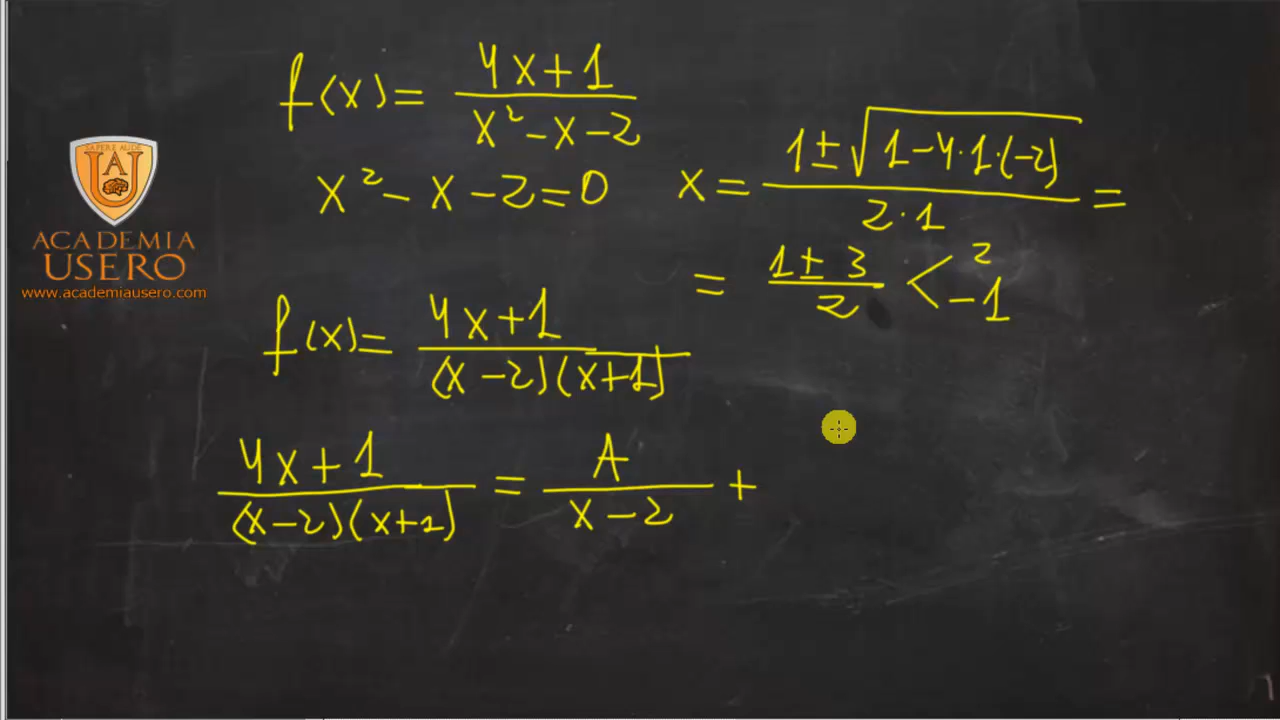 f(x) = (4x+1)/(x²-x-2)
x²-x-2=0 x = (1±√(1-4·1·(-2)))/(2·1) =
= (1±3)/2 < 2 -1
SAPERE AUDE
UA
ACADEMIA
USERO
www.academiausero.com
f(x) = (4x+1)/((x-2)(x+1))
(4x+1)/((x-2)(x+1)) = A/(x-2) +